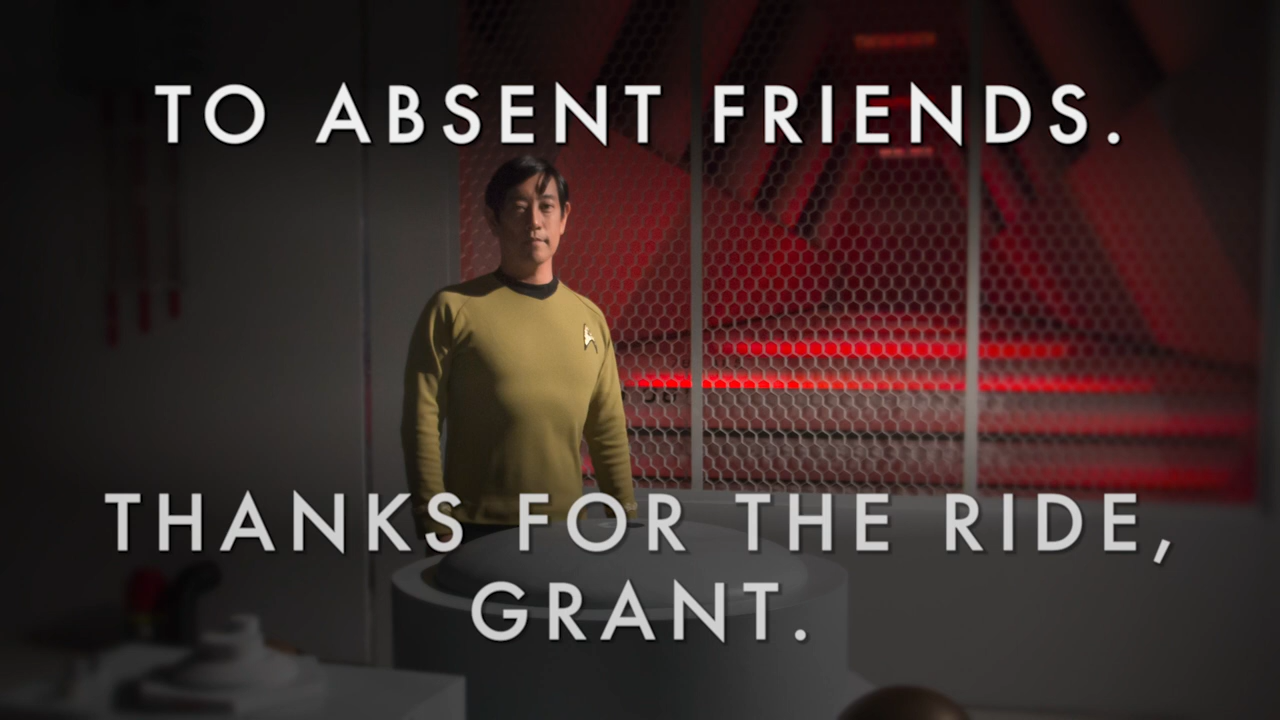 TO ABSENT FRIENDS.
THANKS FOR THE RIDE,
GRANT.